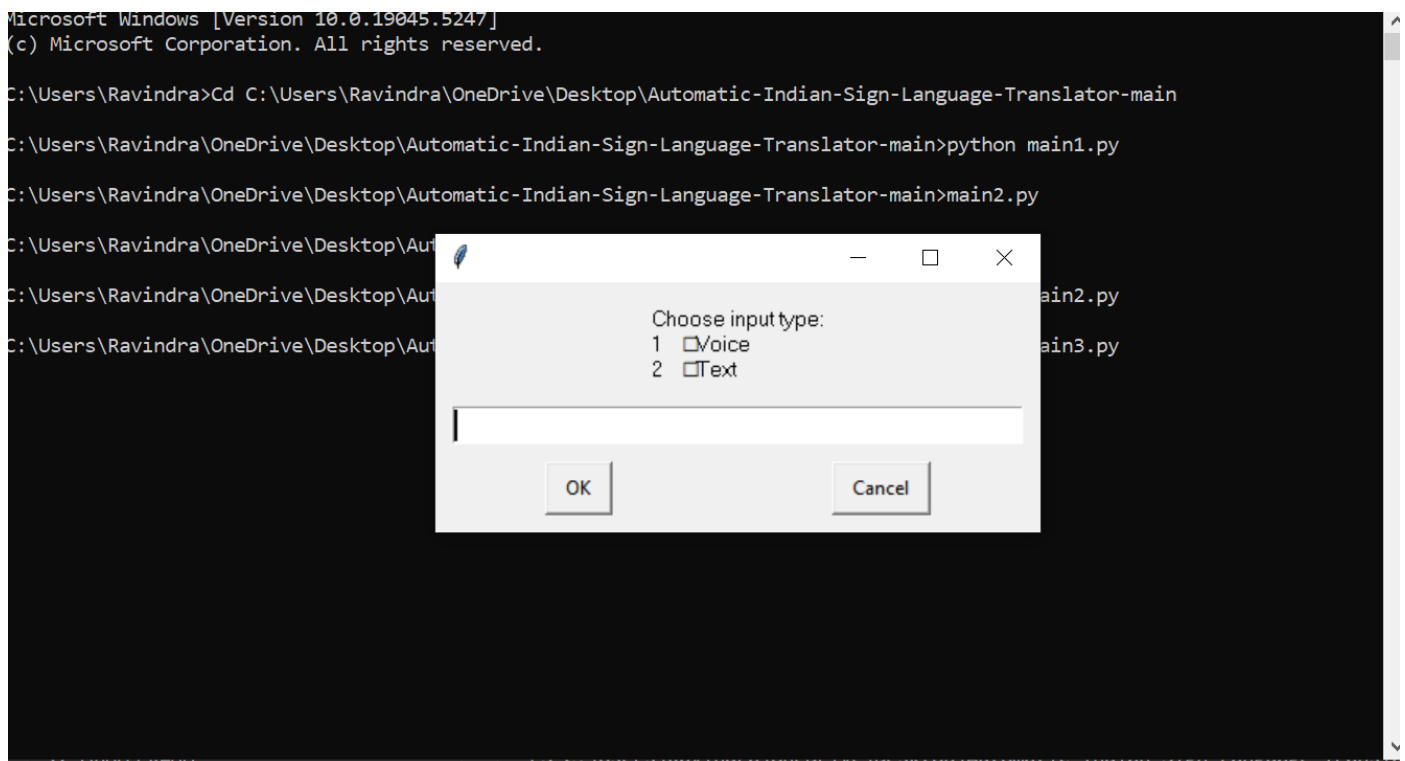 Microsoft Windows [Version 10.0.19045.5247]
(c) Microsoft Corporation. All rights reserved.
C:\Users\Ravindra>Cd C:\Users\Ravindra\OneDrive\Desktop\Automatic-Indian-Sign-Language-Translator-main
C:\Users\Ravindra\OneDrive\Desktop\Automatic-Indian-Sign-Language-Translator-main>python main1.py
C:\Users\Ravindra\OneDrive\Desktop\Automatic-Indian-Sign-Language-Translator-main>main2.py
C:\Users\Ravindra\OneDrive\Desktop\Aut
C:\Users\Ravindra\OneDrive\Desktop\Aut ain2.py
C:\Users\Ravindra\OneDrive\Desktop\Aut ain3.py
Choose input type:
1 □Voice
2 □Text
OK Cancel